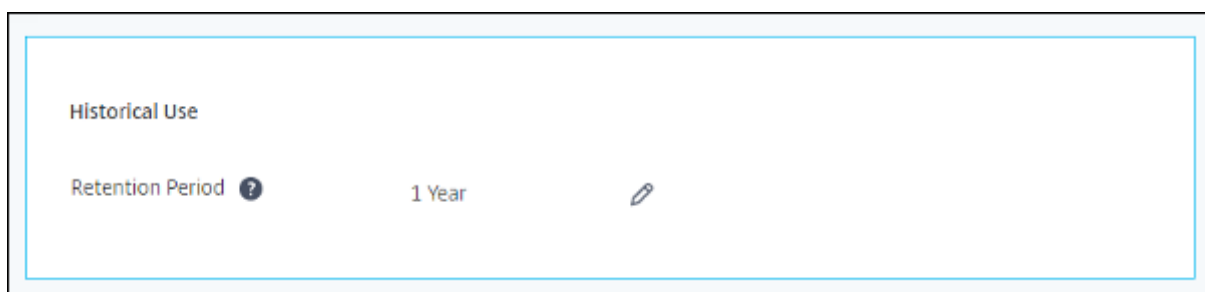 Historical Use
Retention Period ? 1 Year